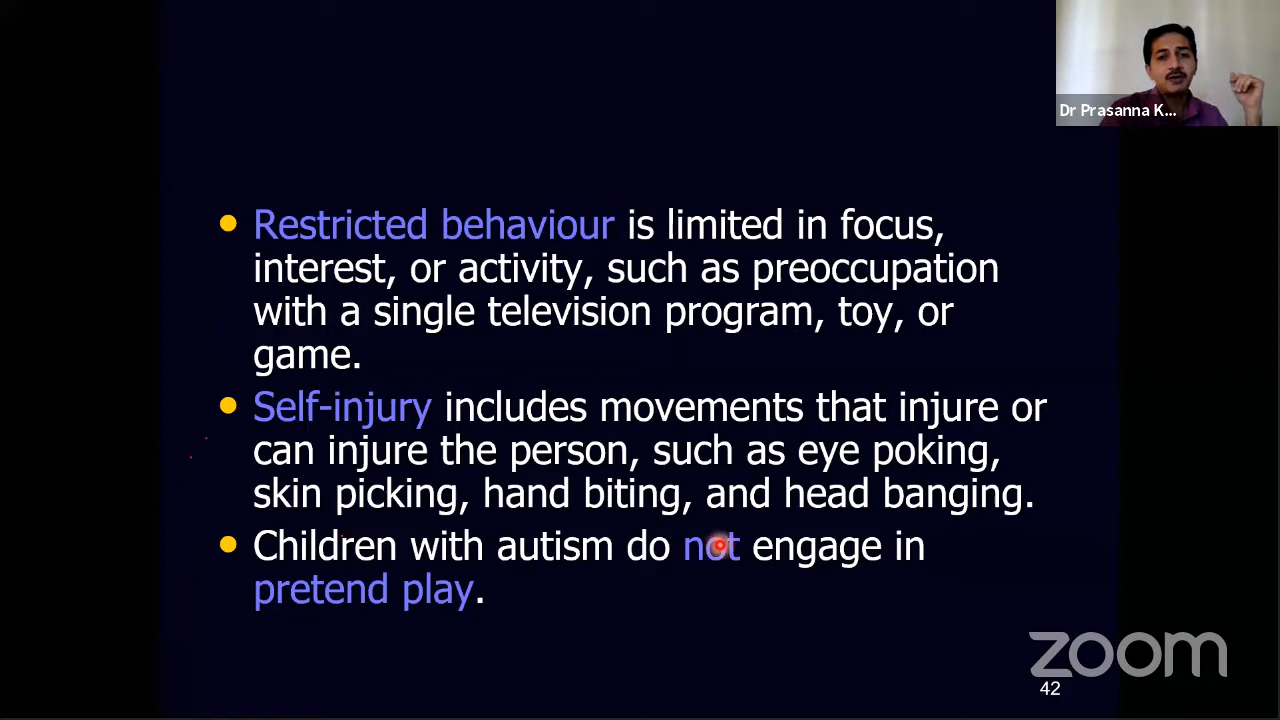 Dr Prasanna K...
Restricted behaviour is limited in focus,
interest, or activity, such as preoccupation
with a single television program, toy, or
game.
Self-injury includes movements that injure or
can injure the person, such as eye poking,
skin picking, hand biting, and head banging.
Children with autism do not engage in
pretend play.
zoom
42